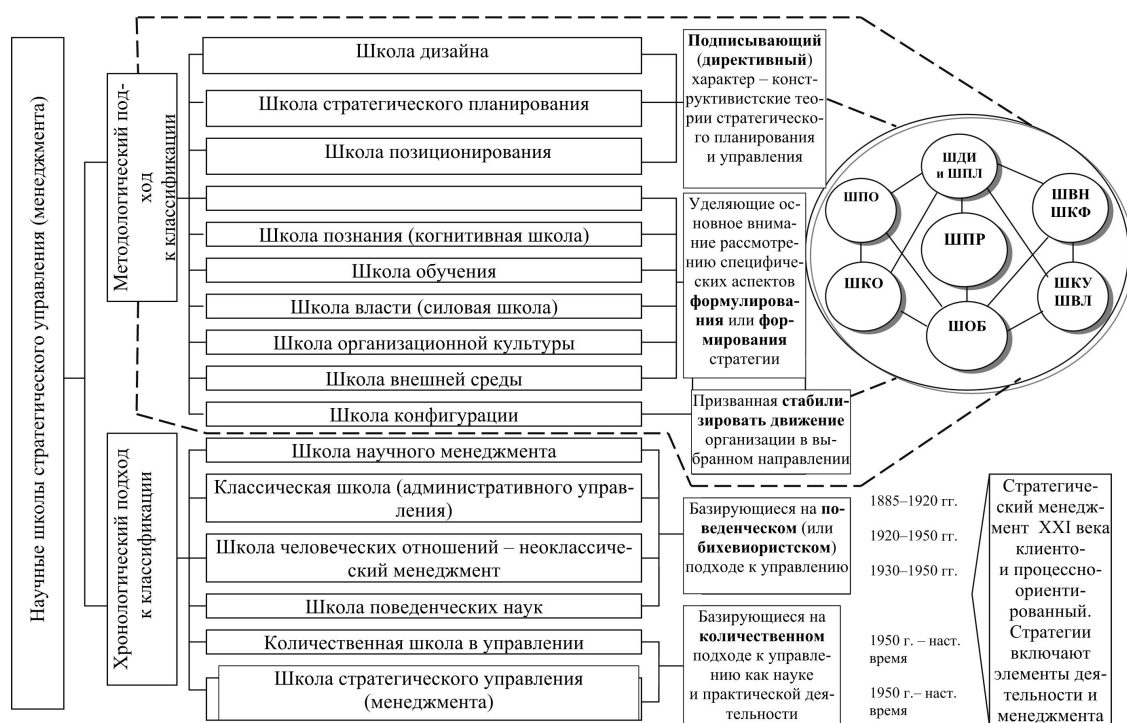 Научные школы стратегического управления (менеджмента)
Методологический под-
ход
к классификации
Хронологический подход
к классификации
Школа дизайна
Школа стратегического планирования
Школа позиционирования
Школа познания (когнитивная школа)
Школа обучения
Школа власти (силовая школа)
Школа организационной культуры
Школа внешней среды
Школа конфигурации
Школа научного менеджмента
Классическая школа (административного управ-
ления)
Школа человеческих отношений – неоклассиче-
ский менеджмент
Школа поведенческих наук
Количественная школа в управлении
Школа стратегического управления
(менеджмента)
Подписывающий
(директивный)
характер – конст-
руктивистские тео-
рии стратегическо-
го планирования
и управления
Уделяющие ос-
новное внима-
ние рассмотре-
нию специфиче-
ских аспектов
формулирова-
ния или фор-
мирования
стратегии
Призванная стабили-
зировать движение
организации в вы-
бранном направлении
Базирующиеся на по-
веденческом (или
бихевиористском)
подходе к управлению
Базирующиеся на
количественном
подходе к управле-
нию как науке
и практической дея-
тельности
ШДИ
и ШПЛ
ШПО
ШВН
ШКФ
ШПР
ШКО
ШКУ
ШВЛ
ШОБ
1885–1920 гг.
1920–1950 гг.
1930–1950 гг.
1950 г. – наст.
время
1950 г.– наст.
время
Стратегиче-
ский менедж-
мент XXI века
клиенто-
и процессно-
ориенти-
рованный.
Стратегии
включают
элементы дея-
тельности и
менеджмента